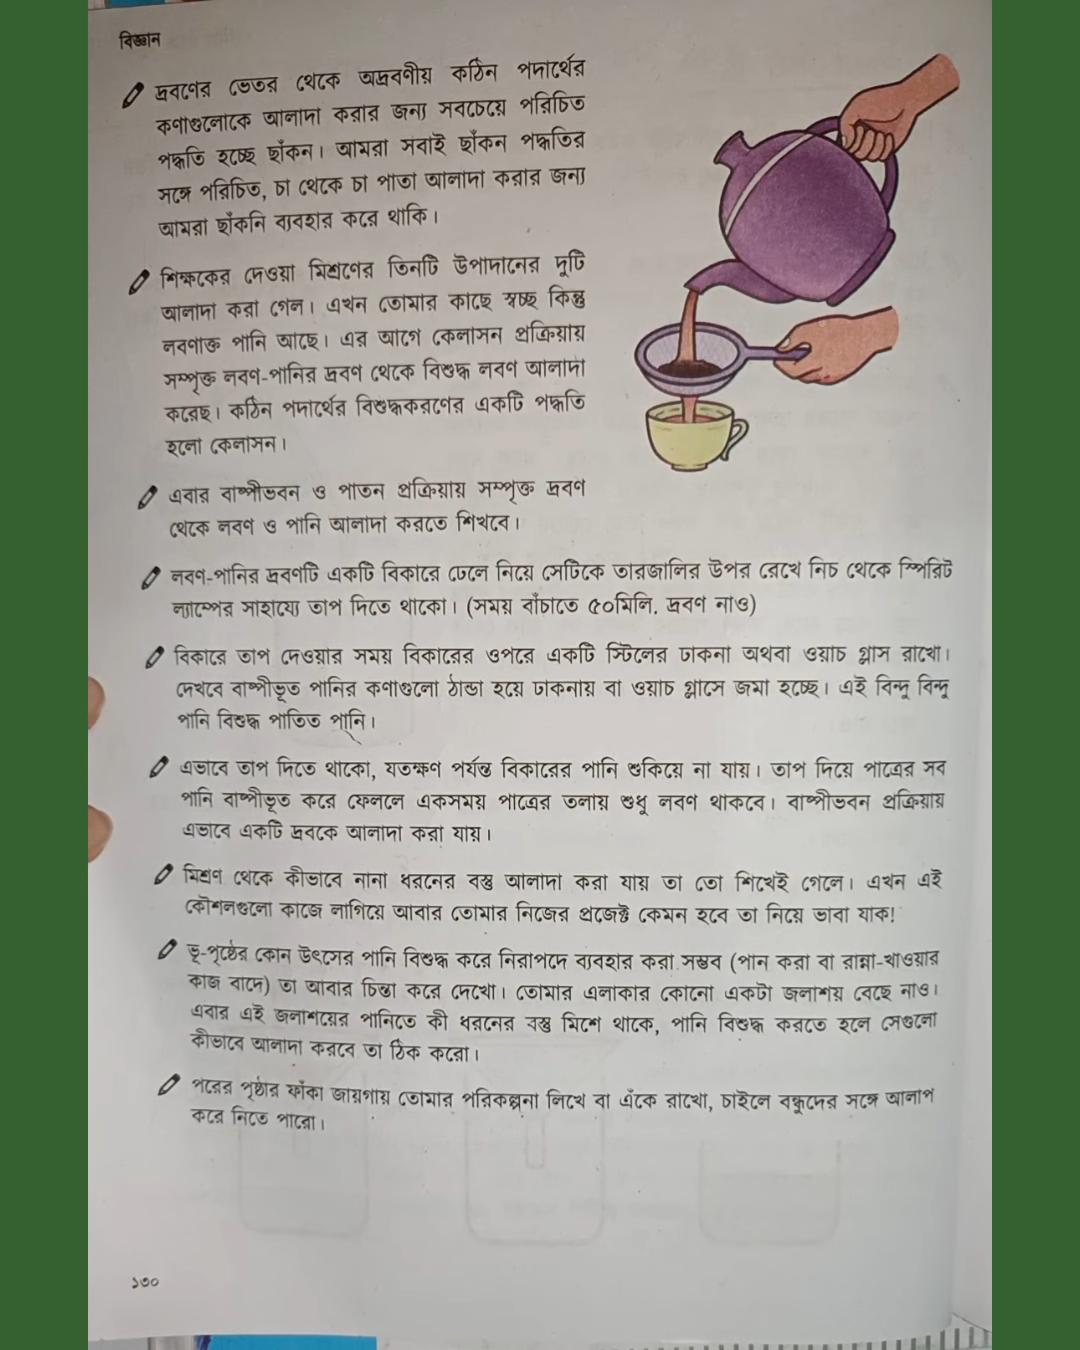 বিজ্ঞান
দ্রবণের ভেতর থেকে অদ্রবণীয় কঠিন পদার্থের
কণাগুলোকে আলাদা করার জন্য সবচেয়ে পরিচিত
পদ্ধতি হচ্ছে ছাঁকন। আমরা সবাই ছাঁকন পদ্ধতির
সঙ্গে পরিচিত, চা থেকে চা পাতা আলাদা করার জন্য
আমরা ছাঁকনি ব্যবহার করে থাকি।
শিক্ষকের দেওয়া মিশ্রণের তিনটি উপাদানের দুটি
আলাদা করা গেল। এখন তোমার কাছে স্বচ্ছ কিন্তু
লবণাক্ত পানি আছে। এর আগে কেলাসন প্রক্রিয়ায়
সম্পৃক্ত লবণ-পানির দ্রবণ থেকে বিশুদ্ধ লবণ আলাদা
করেছ। কঠিন পদার্থের বিশুদ্ধকরণের একটি পদ্ধতি
হলো কেলাসন।
এবার বাষ্পীভবন ও পাতন প্রক্রিয়ায় সম্পৃক্ত দ্রবণ
থেকে লবণ ও পানি আলাদা করতে শিখবে।
লবণ-পানির দ্রবণটি একটি বিকারে ঢেলে নিয়ে সেটিকে তারজালির উপর রেখে নিচ থেকে স্পিরিট
ল্যাম্পের সাহায্যে তাপ দিতে থাকো। (সময় বাঁচাতে ৫০মিলি. দ্রবণ নাও)
বিকারে তাপ দেওয়ার সময় বিকারের ওপরে একটি স্টিলের ঢাকনা অথবা ওয়াচ গ্লাস রাখো।
দেখবে বাষ্পীভূত পানির কণাগুলো ঠান্ডা হয়ে ঢাকনায় বা ওয়াচ গ্লাসে জমা হচ্ছে। এই বিন্দু বিন্দু
পানি বিশুদ্ধ পাতিত পানি।
এভাবে তাপ দিতে থাকো, যতক্ষণ পর্যন্ত বিকারের পানি শুকিয়ে না যায়। তাপ দিয়ে পাত্রের সব
পানি বাষ্পীভূত করে ফেললে একসময় পাত্রের তলায় শুধু লবণ থাকবে। বাষ্পীভবন প্রক্রিয়ায়
এভাবে একটি দ্রবকে আলাদা করা যায়।
মিশ্রণ থেকে কীভাবে নানা ধরনের বস্তু আলাদা করা যায় তা তো শিখেই গেলে। এখন এই
কৌশলগুলো কাজে লাগিয়ে আবার তোমার নিজের প্রজেক্ট কেমন হবে তা নিয়ে ভাবা যাক!
ভূ-পৃষ্ঠের কোন উৎসের পানি বিশুদ্ধ করে নিরাপদে ব্যবহার করা সম্ভব (পান করা বা রান্না-খাওয়ার
কাজ বাদে) তা আবার চিন্তা করে দেখো। তোমার এলাকার কোনো একটা জলাশয় বেছে নাও।
এবার এই জলাশয়ের পানিতে কী ধরনের বস্তু মিশে থাকে, পানি বিশুদ্ধ করতে হলে সেগুলো
কীভাবে আলাদা করবে তা ঠিক করো।
পরের পৃষ্ঠার ফাঁকা জায়গায় তোমার পরিকল্পনা লিখে বা এঁকে রাখো, চাইলে বন্ধুদের সঙ্গে আলাপ
করে নিতে পারো।
১৩০